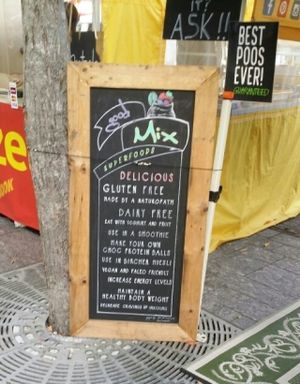 IT?
ASK!!
BEST
POOS
EVER!
GUARANTEED
Good
Mix
SUPERFOODS
DELICIOUS
GLUTEN FREE
MADE BY A NATUROPATH
DAIRY FREE
EAT WITH YOGHURT AND FRUIT
USE IN A SMOOTHIE
MAKE YOUR OWN
CHOC PROTEIN BALLS
USE IN BIRCHER MUESLI
VEGAN AND PALEO FRIENDLY
INCREASE ENERGY LEVELS
MAINTAIN A
HEALTHY BODY WEIGHT